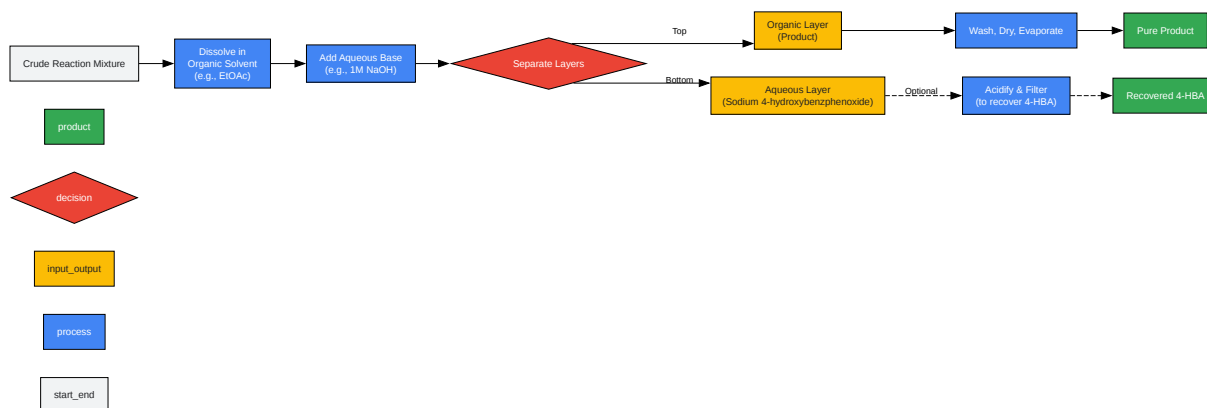 Crude Reaction Mixture
Dissolve in
Organic Solvent
(e.g., EtOAc)
Add Aqueous Base
(e.g., 1M NaOH)
Separate Layers
Top
Organic Layer
(Product)
Wash, Dry, Evaporate
Pure Product
Bottom
Aqueous Layer
(Sodium 4-hydroxybenzphenoxide)
Optional
Acidify & Filter
(to recover 4-HBA)
Recovered 4-HBA
product
decision
input_output
process
start_end